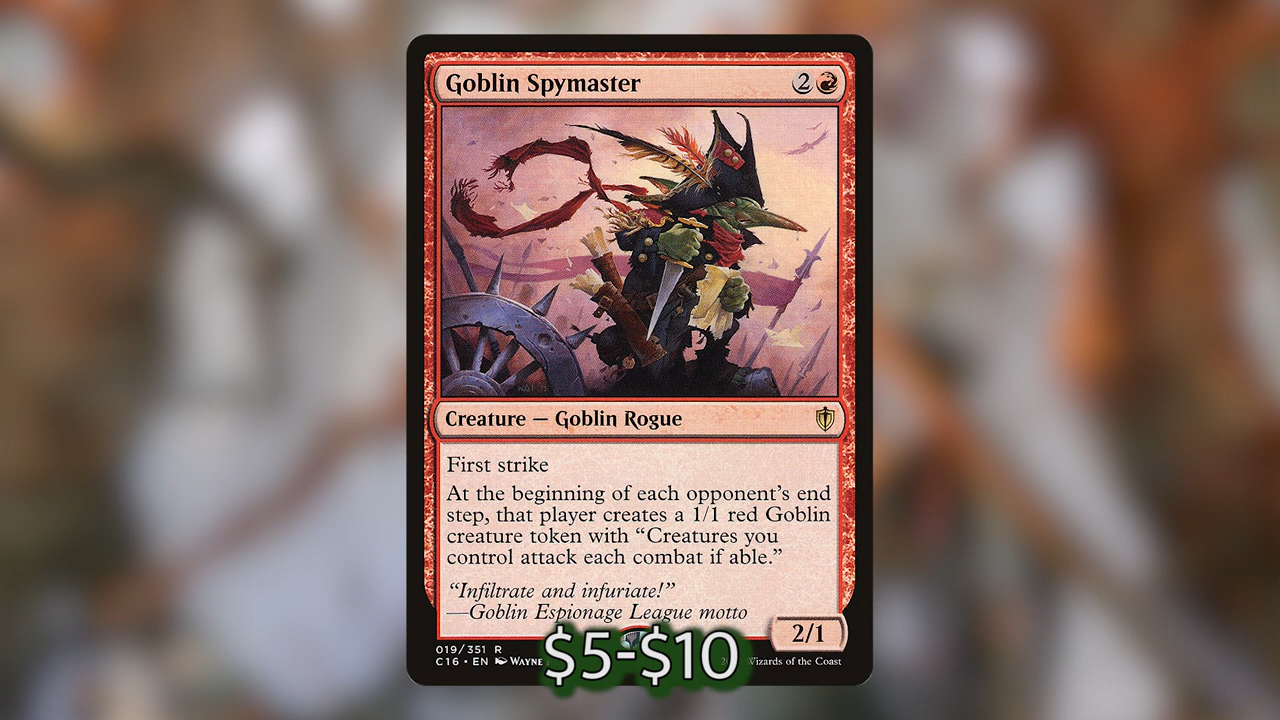 Goblin Spymaster 2
Creature — Goblin Rogue
First strike
At the beginning of each opponent's end
step, that player creates a 1/1 red Goblin
creature token with “Creatures you
control attack each combat if able.”
“Infiltrate and infuriate!”
—Goblin Espionage League motto
2/1
019/351 R
C16 • EN WAYNE
Wizards of the Coast
$5-$10